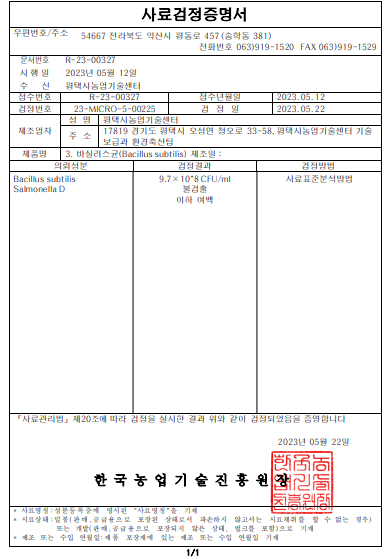 사료검정증명서
우편번호/주소 54667 전라북도 익산시 평동로 457(송학동 381)
전화번호 063)919-1520 FAX 063)919-1529
문서번호 R-23-00327
시 행 일 2023년 05월 12일
수 신 평택시농업기술센터
접수번호 R-23-00327 접수년월일 2023.05.12
검정번호 23-MICRO-5-00225 검 정 일 2023.05.22
제조업자 성 명 평택시농업기술센터
주 소 17819 경기도 평택시 오성면 청오로 33-58,평택시농업기술센터 기술
보급과 환경축산팀
제품명 3. 바실러스균(Bacillus subtilis) 제조일 :
의뢰성분 검정결과 검정방법
Bacillus subtilis 9.7×10^8 CFU/ml 사료표준분석방법
Salmonella D 불검출
이하 여백
『사료관리법』제20조에 따라 검정을 실시한 결과 위와 같이 검정되었음을 증명합니다
2023년 05월 22일
한국농업기술진흥원장
* 사료명칭:성분등록증에 명시된 "사료명칭"을 기재
* 시료상태:밀봉(판매,공급용으로 포장된 상태로서 파손하지 않고서는 시료채취를 할 수 없는 경우)
또는 개방(판매,공급용으로 포장되지 않은 상태, 벌크를 포함)으로 기재
* 제조 또는 수입 연월일:제품 포장재에 있는 제조 또는 수입 연월일 기재
1/1